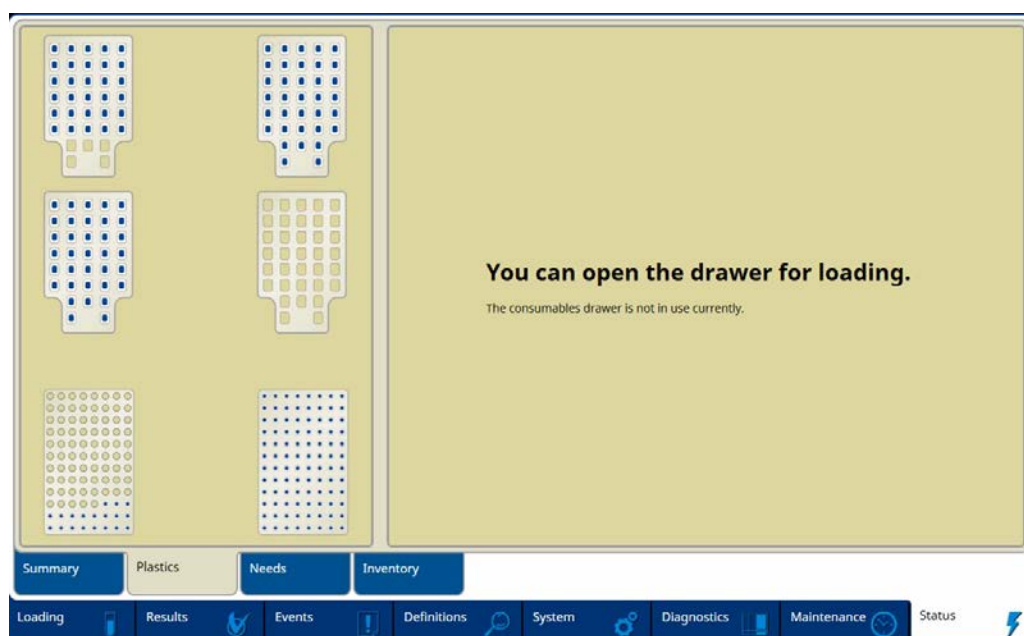 You can open the drawer for loading.
The consumables drawer is not in use currently.
Summary
Plastics
Needs
Inventory
Loading
Results
Events
Definitions
System
Diagnostics
Maintenance
Status